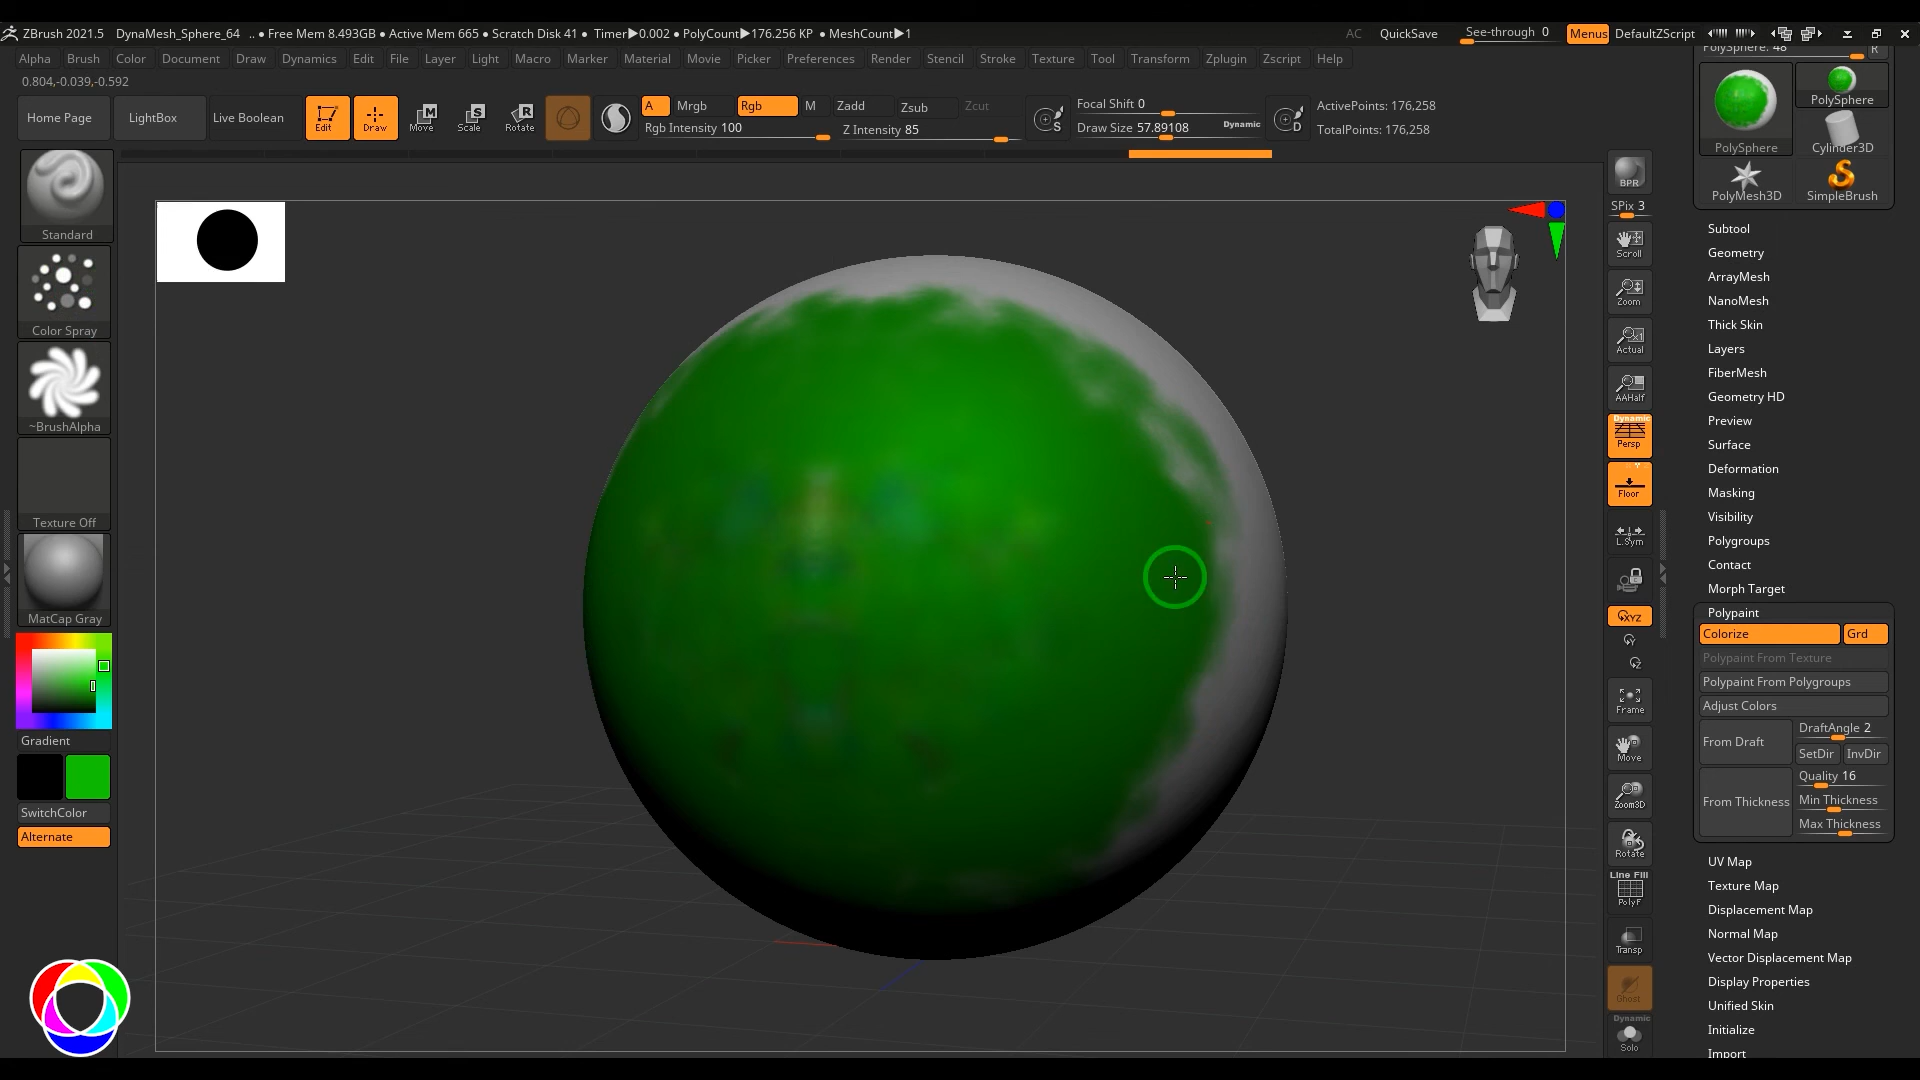 ZBrush 2021.5 DynaMesh_Sphere_64 .. ● Free Mem 8.493GB ● Active Mem 665 ● Scratch Disk 41 ● Timer▶0.002 ● PolyCount▶176.256 KP ● MeshCount▶1 AC QuickSave See-through 0 Menus DefaultZScript
Alpha Brush Color Document Draw Dynamics Edit File Layer Light Macro Marker Material Movie Picker Preferences Render Stencil Stroke Texture Tool Transform Zplugin Zscript Help
0.804,-0.039,-0.592
Home Page LightBox Live Boolean Edit Draw Move Scale Rotate
A Mrgb Rgb M Zadd Zsub Zcut
Rgb Intensity 100 Z Intensity 85
Focal Shift 0
Draw Size 57.89108 Dynamic
ActivePoints: 176,258
TotalPoints: 176,258
Standard
Color Spray
~BrushAlpha
Texture Off
MatCap Gray
Gradient
SwitchColor
Alternate
BPR
SPix 3
Scroll
Zoom
Actual
AAHalf
Dynamic
Persp
Floor
L.Sym
XYZ
Y
Z
Frame
Move
Zoom3D
Rotate
Line Fill
PolyF
Transp
Ghost
Dynamic
Solo
PolySphere. 48 R
PolySphere
PolySphere
Cylinder3D
PolyMesh3D
SimpleBrush
Subtool
Geometry
ArrayMesh
NanoMesh
Thick Skin
Layers
FiberMesh
Geometry HD
Preview
Surface
Deformation
Masking
Visibility
Polygroups
Contact
Morph Target
Polypaint
Colorize Grd
Polypaint From Texture
Polypaint From Polygroups
Adjust Colors
From Draft DraftAngle 2
SetDir InvDir
From Thickness Quality 16
Min Thickness
Max Thickness
UV Map
Texture Map
Displacement Map
Normal Map
Vector Displacement Map
Display Properties
Unified Skin
Initialize
Import